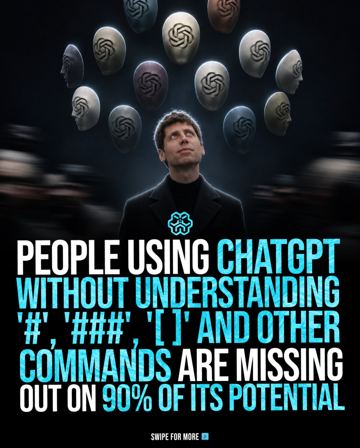 PEOPLE USING CHATGPT
WITHOUT UNDERSTANDING
'#', '###', '[ ]' AND OTHER
COMMANDS ARE MISSING
OUT ON 90% OF ITS POTENTIAL
SWIPE FOR MORE